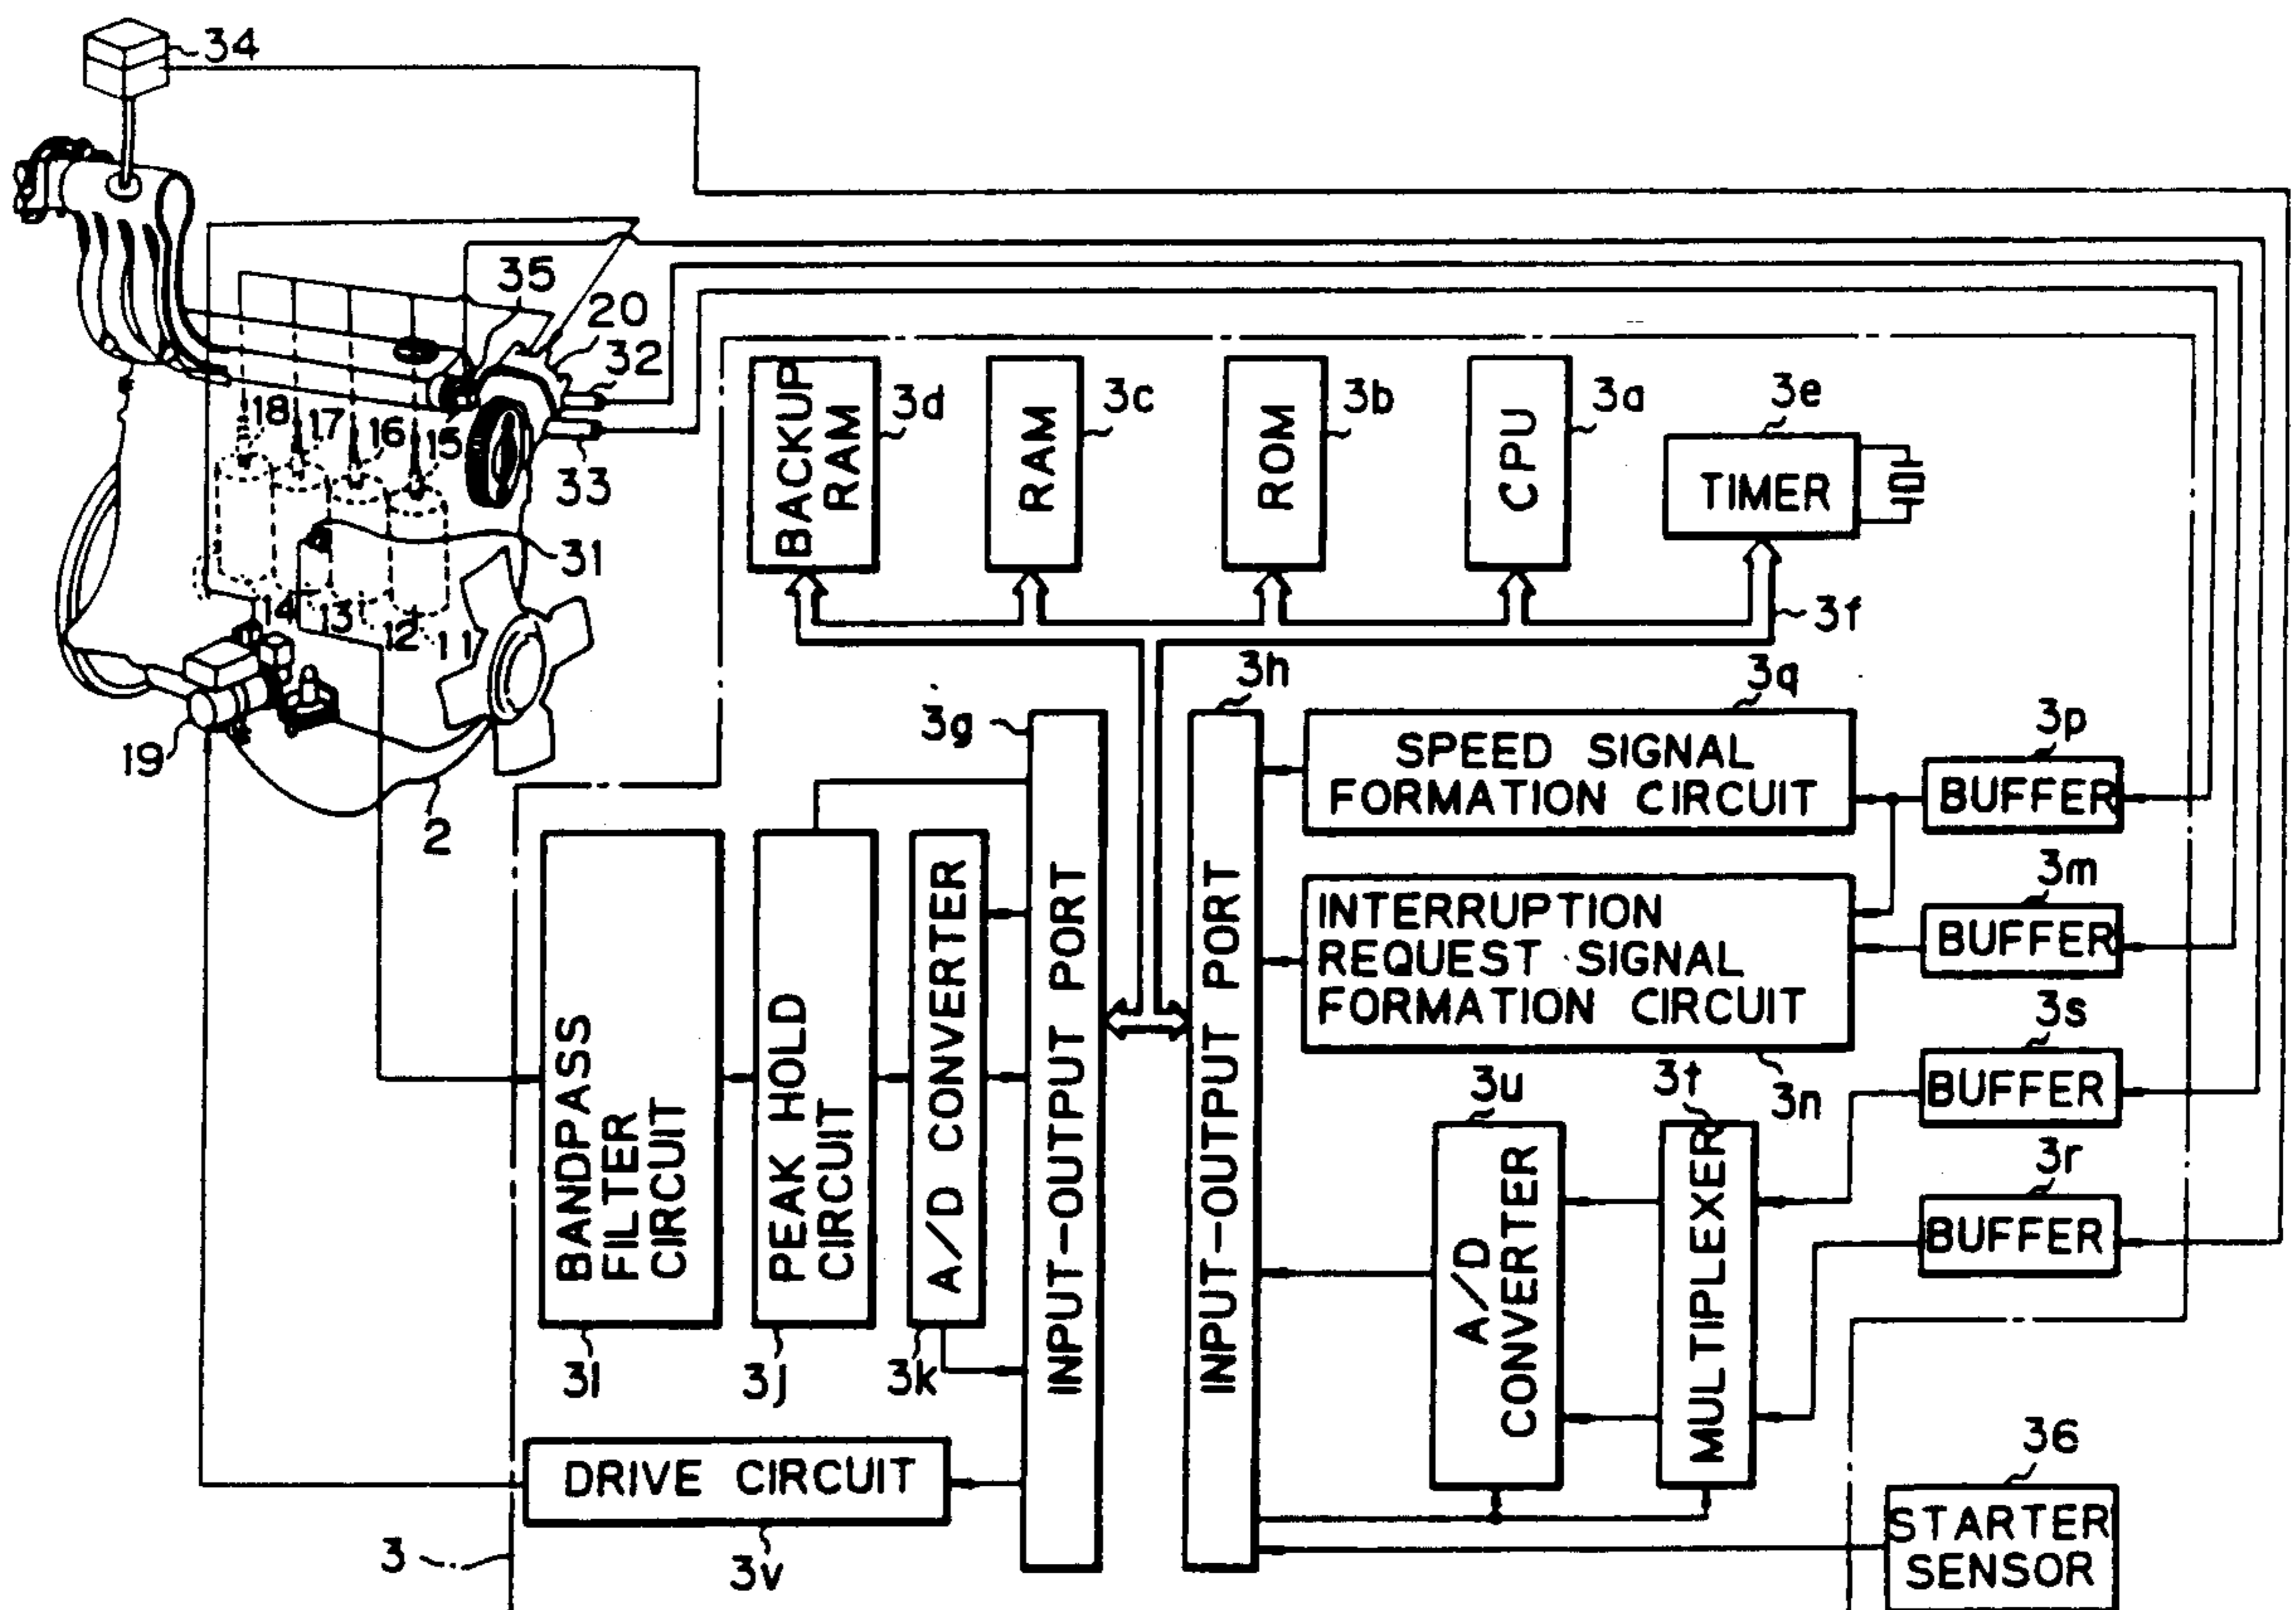 34
35
20
32
33
18
17
16
15
31
14
13
12
11
19
2
BACKUP
RAM
3d
RAM
3c
ROM
3b
CPU
3a
3e
TIMER
3f
3g
3h
3q
SPEED SIGNAL
FORMATION CIRCUIT
3p
BUFFER
INTERRUPTION
REQUEST SIGNAL
FORMATION CIRCUIT
3n
3m
BUFFER
3s
BUFFER
3r
BUFFER
BANDPASS
FILTER
CIRCUIT
3i
PEAK HOLD
CIRCUIT
3j
A/D CONVERTER
3k
INPUT-OUTPUT PORT
INPUT-OUTPUT PORT
3u
A/D
CONVERTER
3t
MULTIPLEXER
DRIVE CIRCUIT
3v
3
36
STARTER
SENSOR